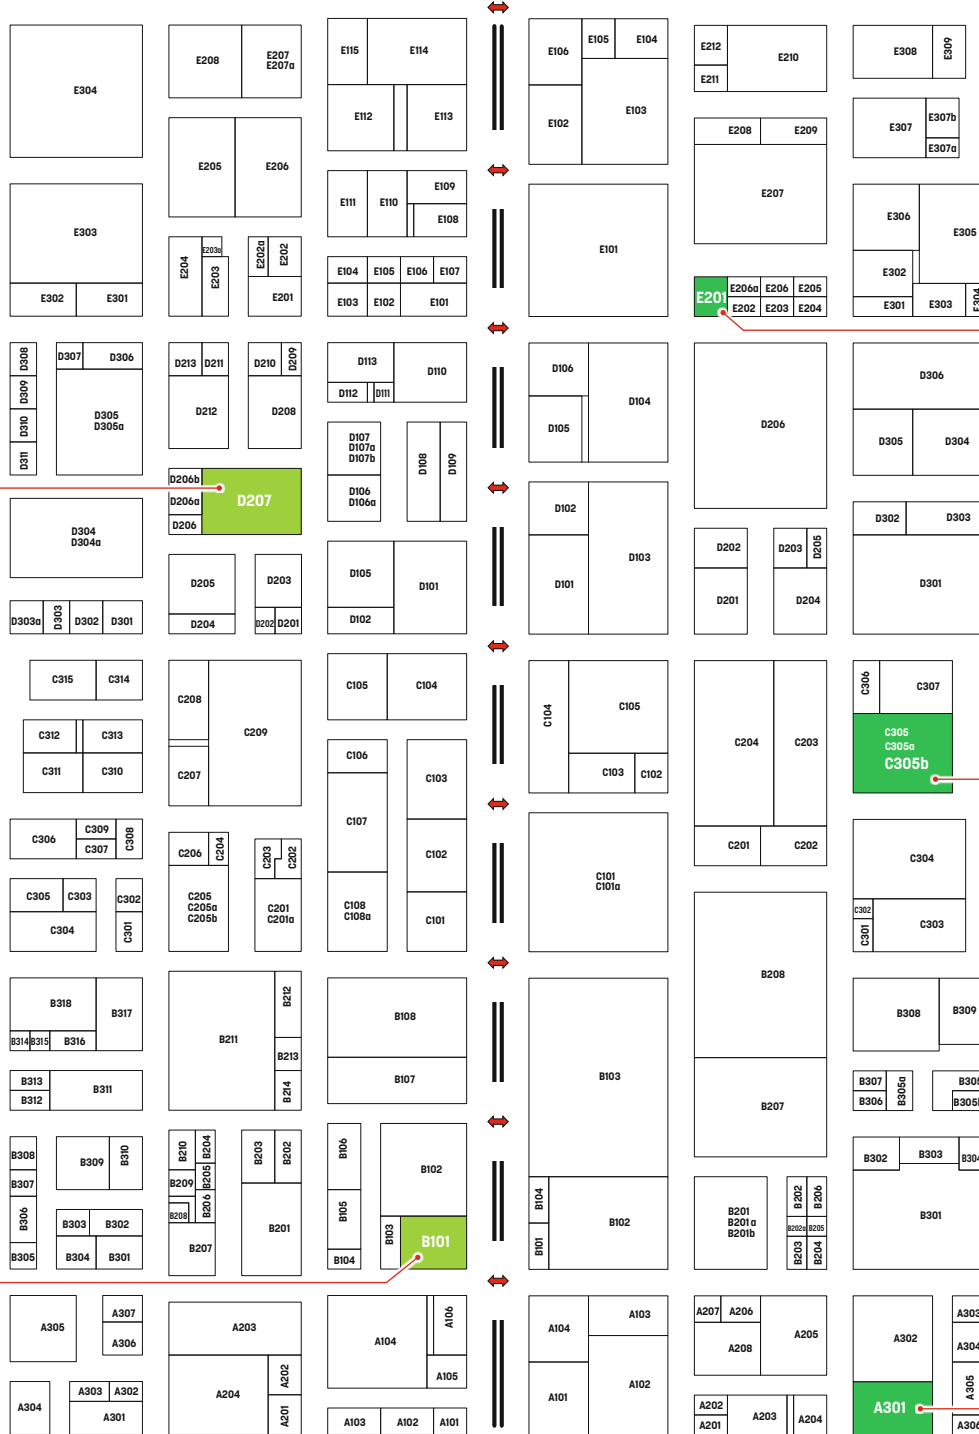 E304
E208
E207
E207a
E115
E114
E112
E113
E205
E206
E303
E302
E301
E204
E203a
E203
E202a
E202
E201
E111
E110
E109
E108
E104
E105
E106
E107
E103
E102
E101
E106
E105
E104
E102
E103
E101
E212
E211
E210
E208
E209
E207
E201
E206a
E206
E205
E202
E203
E204
E308
E309
E307
E307b
E307a
E306
E305
E302
E301
E303
E304
D308
D309
D310
D311
D307
D306
D305
D305a
D213
D211
D212
D210
D209
D208
D206b
D206a
D206
D207
D113
D112
D111
D110
D107
D107a
D107b
D106
D106a
D108
D109
D304
D304a
D303a
D303
D302
D301
D205
D204
D203
D202
D201
D105
D102
D101
D106
D105
D104
D102
D101
D103
D206
D202
D201
D203
D205
D204
D306
D305
D304
D302
D303
D301
C315
C314
C312
C313
C311
C310
C306
C309
C307
C308
C305
C303
C304
C302
C301
C208
C207
C209
C206
C204
C205
C205a
C205b
C203
C202
C201
C201a
C105
C104
C106
C107
C108
C108a
C103
C102
C101
C104
C105
C103
C102
C101
C101a
C204
C203
C201
C202
C306
C307
C305
C305a
C305b
C304
C302
C301
C303
B318
B317
B314
B315
B316
B313
B312
B311
B308
B307
B306
B305
B309
B310
B303
B302
B304
B301
B211
B212
B213
B214
B210
B204
B209
B205
B208
B206
B207
B203
B202
B201
B108
B107
B106
B105
B104
B102
B103
B101
B103
B104
B101
B102
B208
B207
B201
B201a
B201b
B202
B206
B202a
B205
B203
B204
B308
B309
B307
B306
B305a
B305
B305b
B302
B303
B304
B301
A305
A307
A306
A304
A303
A302
A301
A203
A204
A202
A201
A104
A106
A105
A103
A102
A101
A104
A103
A101
A102
A207
A206
A208
A205
A202
A201
A203
A204
A302
A301
A303
A304
A305
A306